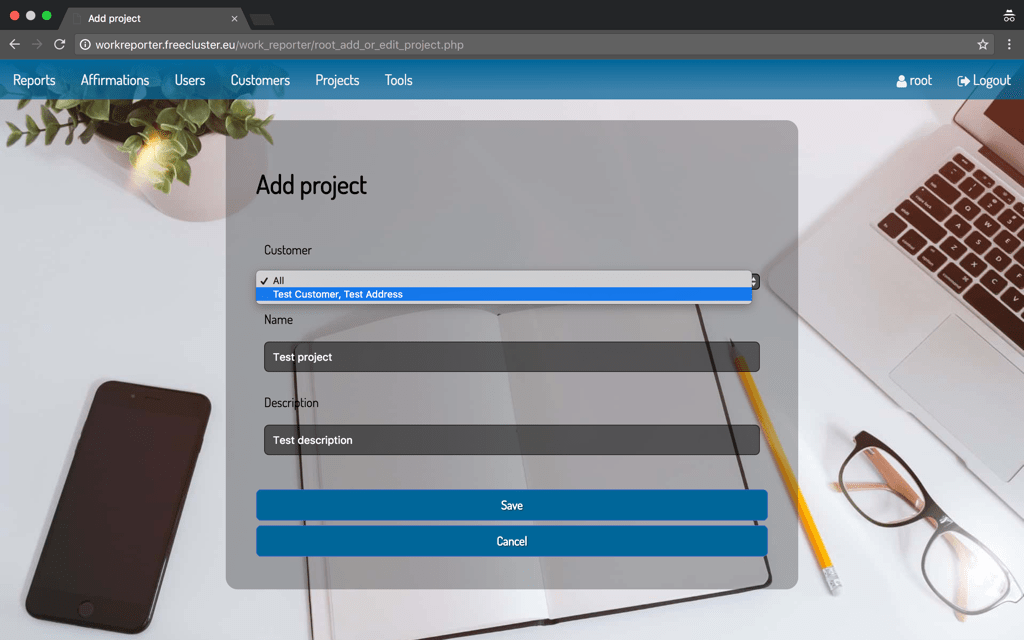 Add project
workreporter.freecluster.eu/work_reporter/root_add_or_edit_project.php
Reports Affirmations Users Customers Projects Tools root Logout
Add project
Customer
✓ All
Test Customer, Test Address
Name
Test project
Description
Test description
Save
Cancel